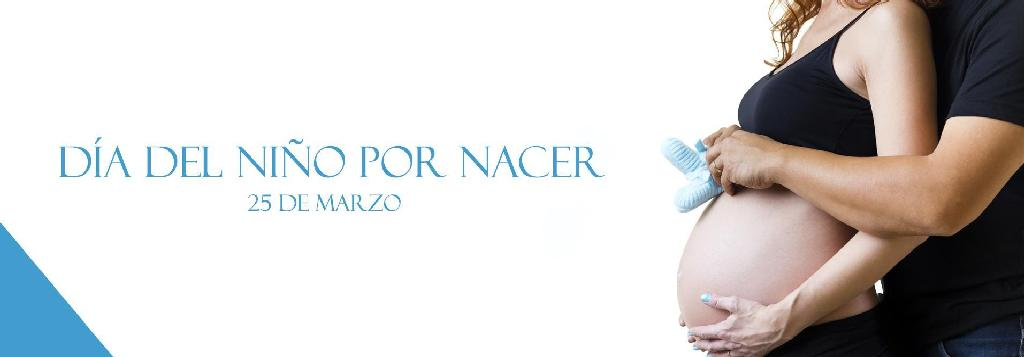 DÍA DEL NIÑO POR NACER
25 DE MARZO